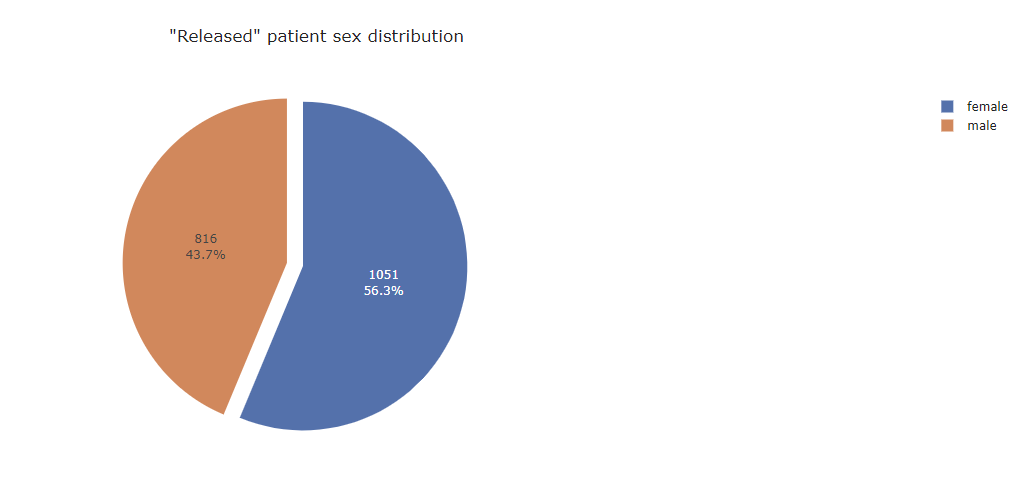 "Released" patient sex distribution
female
male
816
43.7%
1051
56.3%